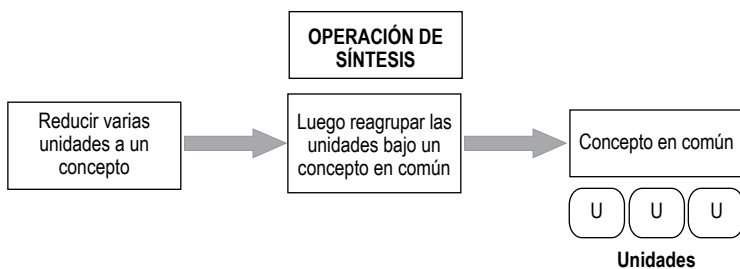 OPERACIÓN DE
SÍNTESIS
Reducir varias
unidades a un
concepto
Luego reagrupar las
unidades bajo un
concepto en común
Concepto en común
U U U
Unidades